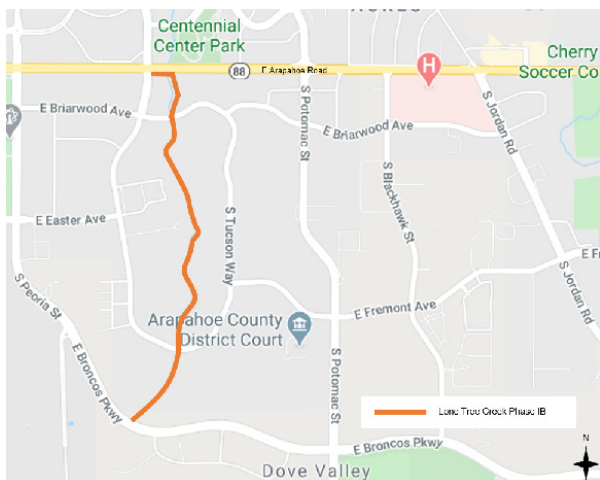 ACRES
Centennial
Center Park
88
E Arapahoe Road
H
Cherry
Soccer Co
E Briarwood Ave
S Potomac St
E Briarwood Ave
S Jordan Rd
S Blackhawk St
E Easter Ave
S Tucson Way
S Peoria St
E Fr
S Jordan Rd
E Fremont Ave
Arapahoe County
District Court
E Broncos Pkwy
S Potomac St
Lone Tree Creek Phase IB
N
E Broncos Pkwy
Dove Valley